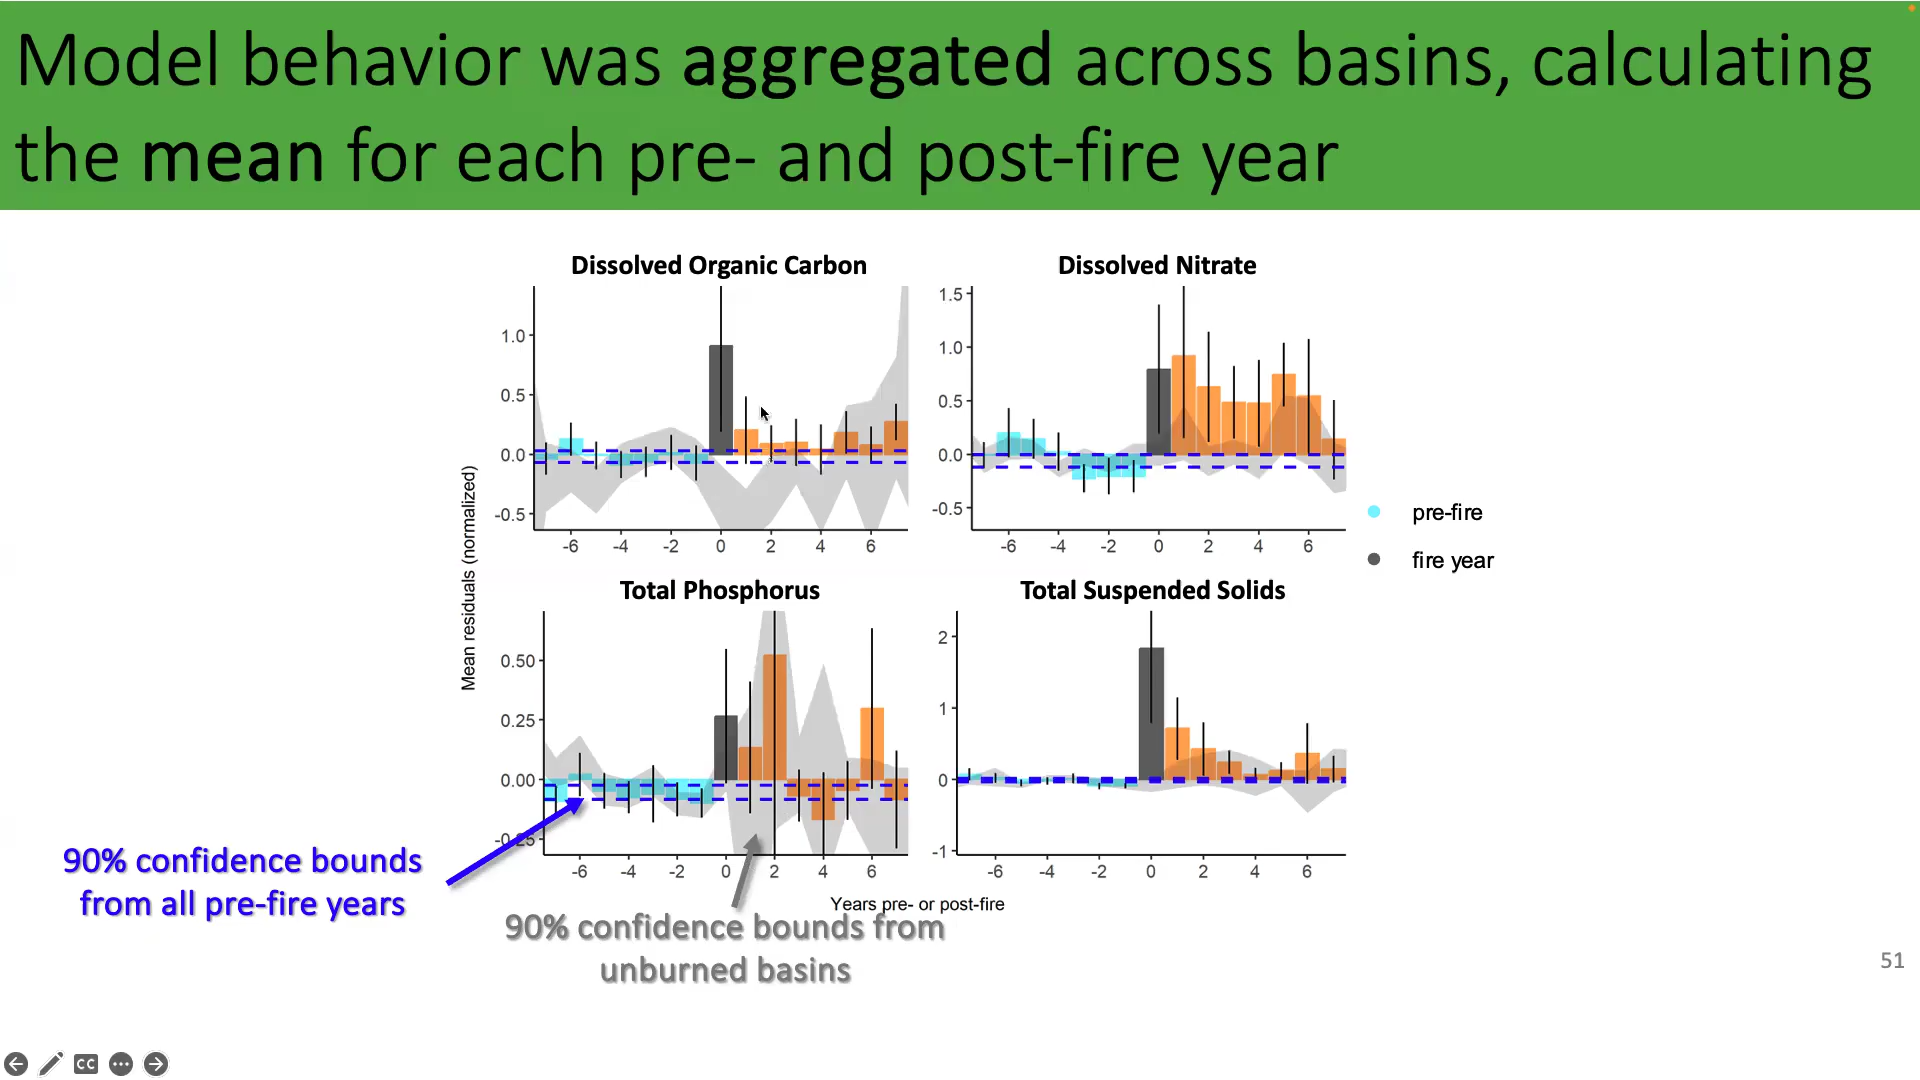 Model behavior was aggregated across basins, calculating
the mean for each pre- and post-fire year
Dissolved Organic Carbon
1.0
0.5
0.0
-0.5
-6 -4 -2 0 2 4 6
Dissolved Nitrate
1.5
1.0
0.5
0.0
-0.5
-6 -4 -2 0 2 4 6
pre-fire
fire year
Mean residuals (normalized)
Total Phosphorus
0.50
0.25
0.00
-0.25
-6 -4 -2 0 2 4 6
Total Suspended Solids
2
1
0
-1
-6 -4 -2 0 2 4 6
Years pre- or post-fire
90% confidence bounds
from all pre-fire years
90% confidence bounds from
unburned basins
51
CC